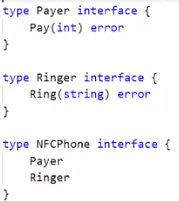 type Payer interface {
    Pay(int) error
}
type Ringer interface {
    Ring(string) error
}
type NFCPhone interface {
    Payer
    Ringer
}